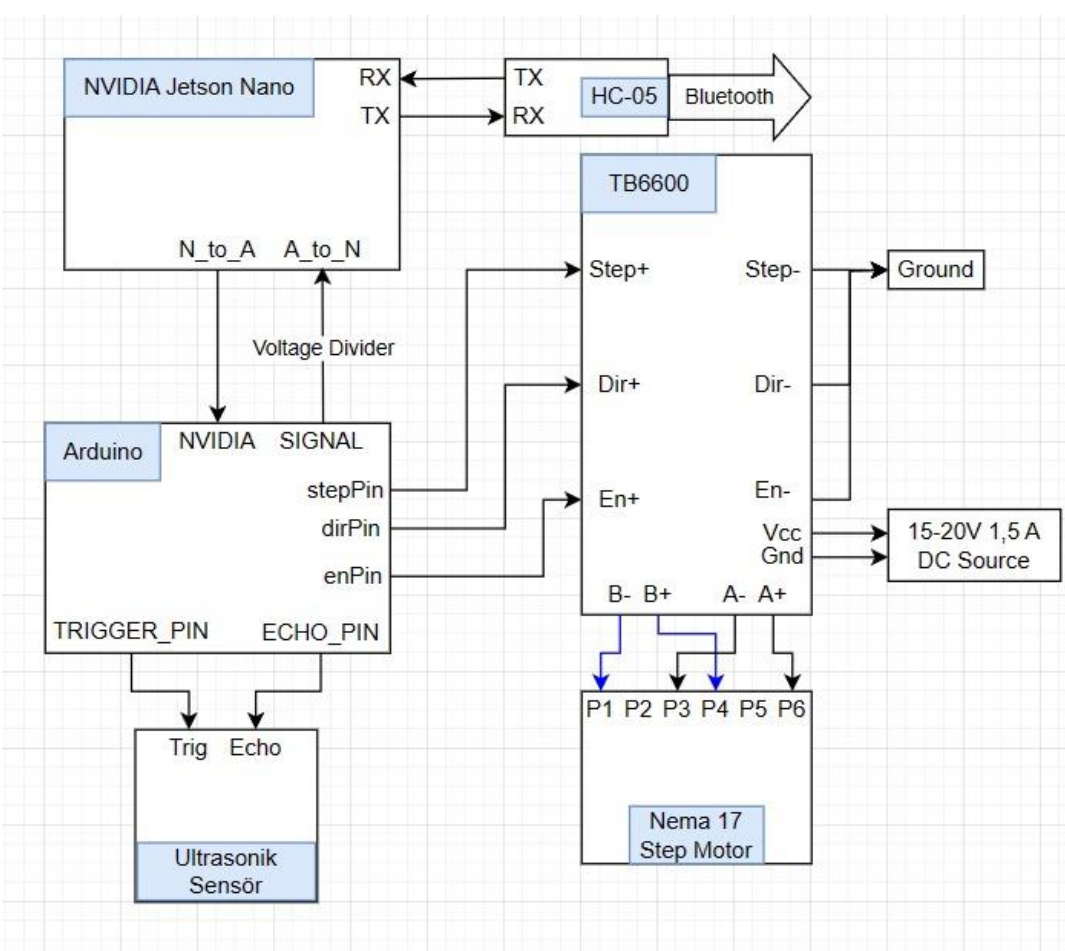 NVIDIA Jetson Nano
RX
TX
N_to_A
A_to_N
TX
RX
HC-05
Bluetooth
TB6600
Step+
Step-
Ground
Dir+
Dir-
En+
En-
Vcc
Gnd
15-20V 1,5 A
DC Source
B-
B+
A-
A+
Voltage Divider
Arduino
NVIDIA
SIGNAL
stepPin
dirPin
enPin
TRIGGER_PIN
ECHO_PIN
Trig
Echo
Ultrasonik
Sensör
P1 P2 P3 P4 P5 P6
Nema 17
Step Motor